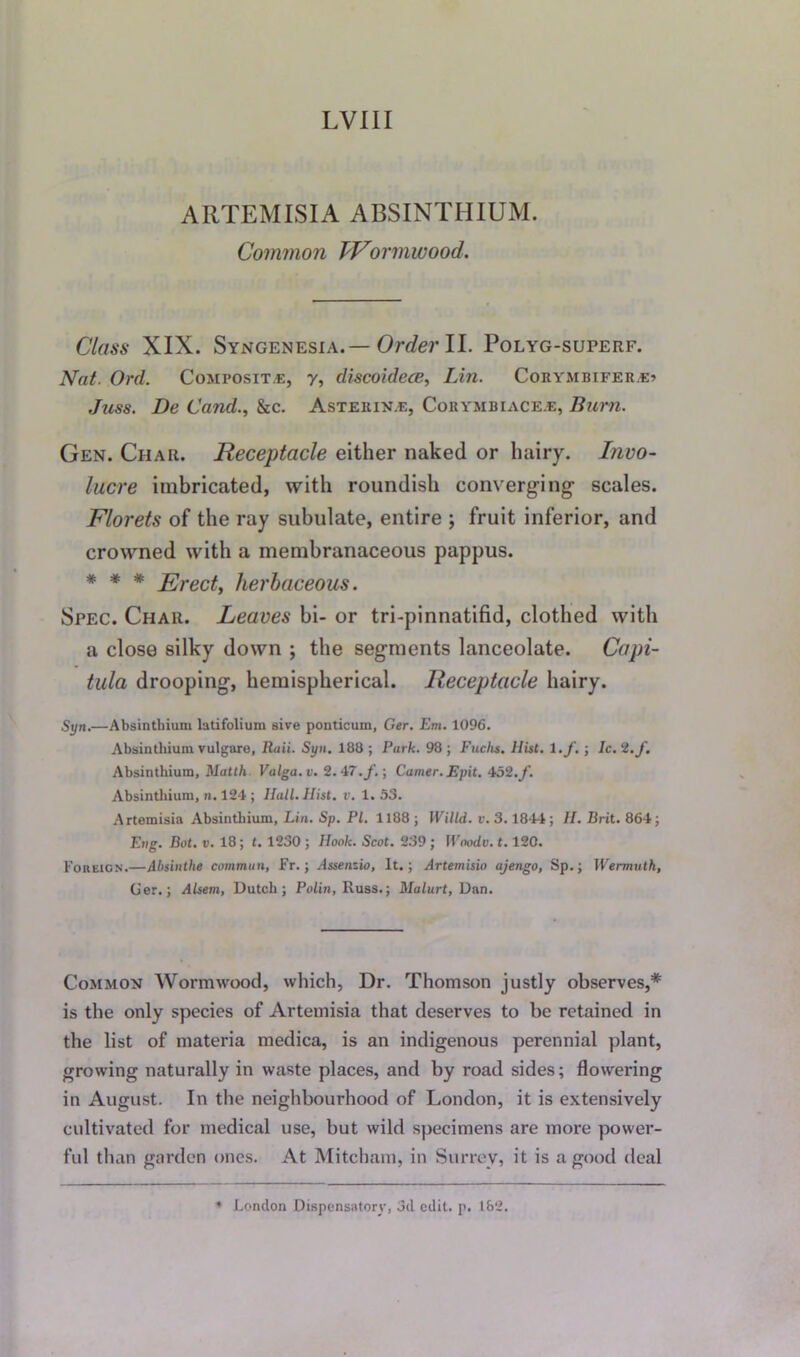 LVIII
ARTEMISIA ABSINTHIUM.
Common Wormwood.
Class XIX. SYNGENESIA.— Order II. POLYG-SUPERF.
Nat. Ord. COMPOSITÆ, γ, discoideæ, Lin. CORYMBIFERÆ,
Juss. De Cand., &c. ASTERINÆ, CORYMBIACEÆ, Burn.
GEN. CHAR. Receptacle either naked or hairy. Invo-
lucre imbricated, with roundish converging scales.
Florets of the ray subulate, entire ; fruit inferior, and
crowned with a membranaceous pappus.
* * * Erect, herbaceous.
SPEC. CHAR. Leaves bi- or tri-pinnatifid, clothed with
a close silky down ; the segments lanceolate. Capi-
tula drooping, hemispherical. Receptacle hairy.
Syn.—Absinthium latifolium sive ponticum, Ger. Em. 1096.
Absinthium vulgare, Raii. Syn. 188 ; Park. 98 ; Fuchs. Hist. 1.f. ; Ic. 2.f.
Absinthium, Matth. Valga. v. 2. 47.f. ; Camer. Epit. 452.f.
Absinthium, n. 124 ; Hall. Hist. v. 1. 53.
Artemisia Absinthium, Lin. Sp. Pl. 1188 ; Willd. v. 3. 1844 ; H. Brit. 864 ;
Eng. Bot. v. 18 ; t. 1230 ; Hook. Scot. 239 ; Woodv. t. 120.
FOREIGN.—Absinthe commun, Fr. ; Assenzio, It. ; Artemisio ajengo, Sp. ; Wermuth,
Ger. ; Alsem, Dutch ; Polin, Russ. ; Malurt, Dan.
COMMON Wormwood, which, Dr. Thomson justly observes,*
is the only species of Artemisia that deserves to be retained in
the list of materia medica, is an indigenous perennial plant,
growing naturally in waste places, and by road sides; flowering
in August. In the neighbourhood of London, it is extensively
cultivated for medical use, but wild specimens are more power-
ful than garden ones. At Mitcham, in Surrey, it is a good deal
* London Dispensatory, 3d edit. p. 182.